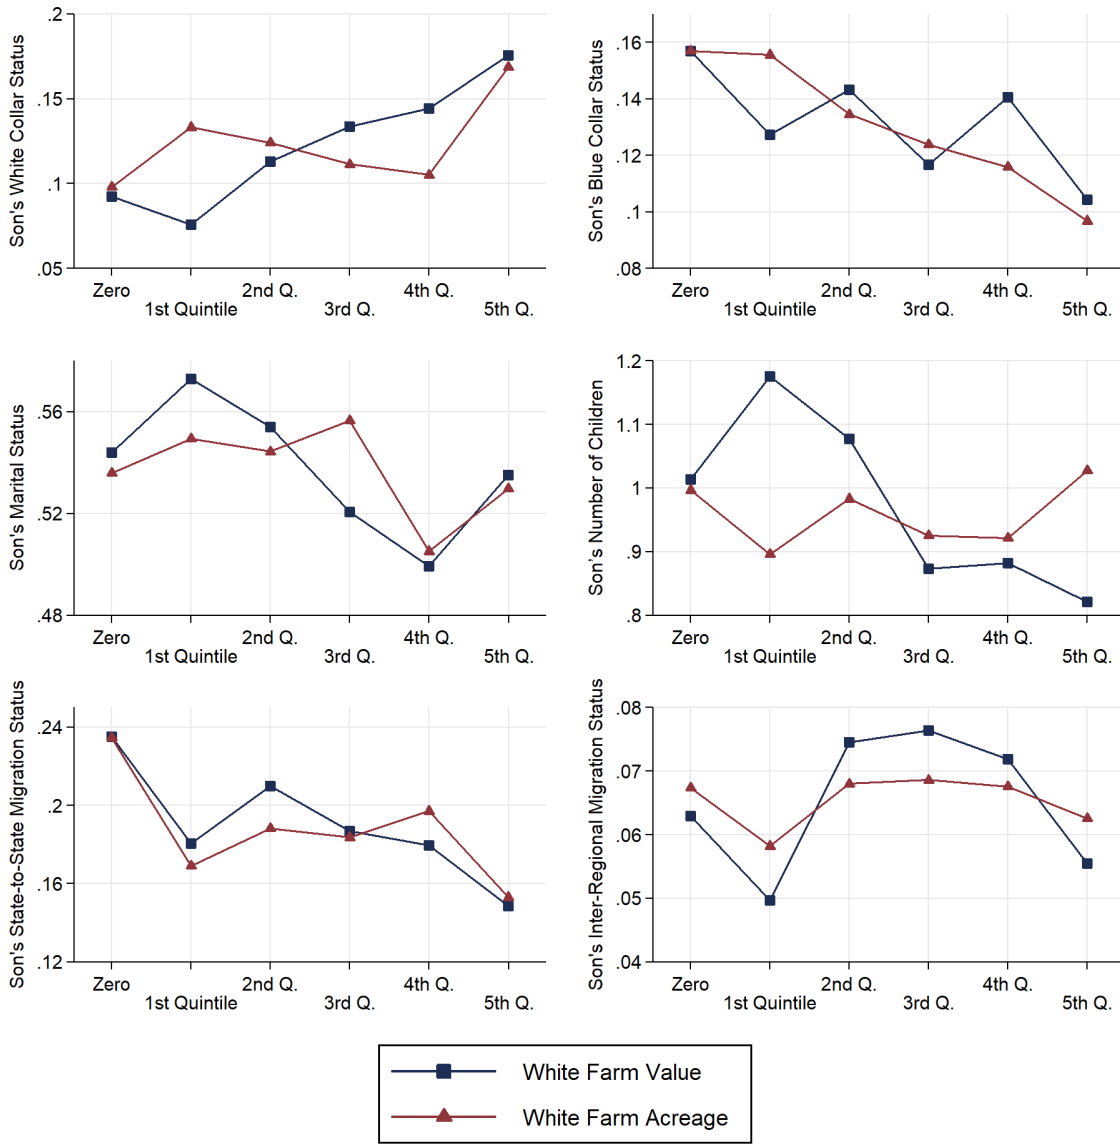 Son's White Collar Status
.2
.15
.1
.05
Zero
1st Quintile
2nd Q.
3rd Q.
4th Q.
5th Q.
Son's Blue Collar Status
.16
.14
.12
.1
.08
Zero
1st Quintile
2nd Q.
3rd Q.
4th Q.
5th Q.
Son's Marital Status
.56
.52
.48
Zero
1st Quintile
2nd Q.
3rd Q.
4th Q.
5th Q.
Son's Number of Children
1.2
1.1
1
.9
.8
Zero
1st Quintile
2nd Q.
3rd Q.
4th Q.
5th Q.
Son's State-to-State Migration Status
.24
.2
.16
.12
Zero
1st Quintile
2nd Q.
3rd Q.
4th Q.
5th Q.
Son's Inter-Regional Migration Status
.08
.07
.06
.05
.04
Zero
1st Quintile
2nd Q.
3rd Q.
4th Q.
5th Q.
White Farm Value
White Farm Acreage